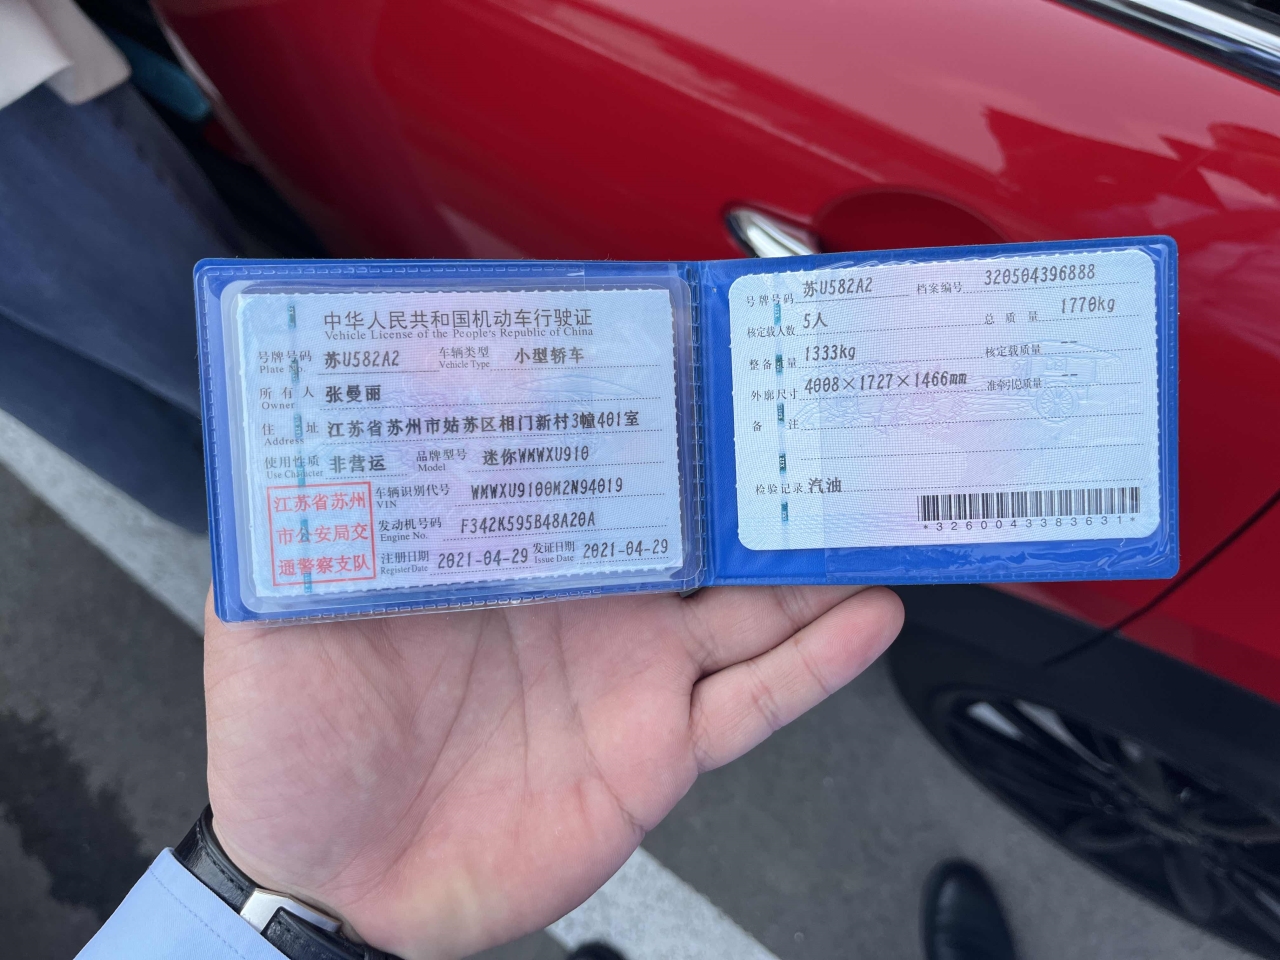 中华人民共和国机动车行驶证
Vehicle License of the People's Republic of China
号牌号码 苏U582A2 车辆类型 小型轿车
Plate No. Vehicle Type
所有人 张曼丽
Owner
住址 江苏省苏州市姑苏区相门新村3幢401室
Address
使用性质 非营运 品牌型号 迷你WMWXU910
Use Character Model
江苏省苏州
市公安局交
通警察支队
车辆识别代号 WMWXU9100M2N94019
VIN
发动机号码 F342K595B48A20A
Engine No.
注册日期 2021-04-29 发证日期 2021-04-29
Register Date Issue Date
号牌号码 苏U582A2 档案编号 320504396888
核定载人数 5人 总质量 1770kg
整备质量 1333kg 核定载质量 --
外廓尺寸 4008×1727×1466mm 准牵引总质量 --
备注
检验记录 汽油
*3260043383631*